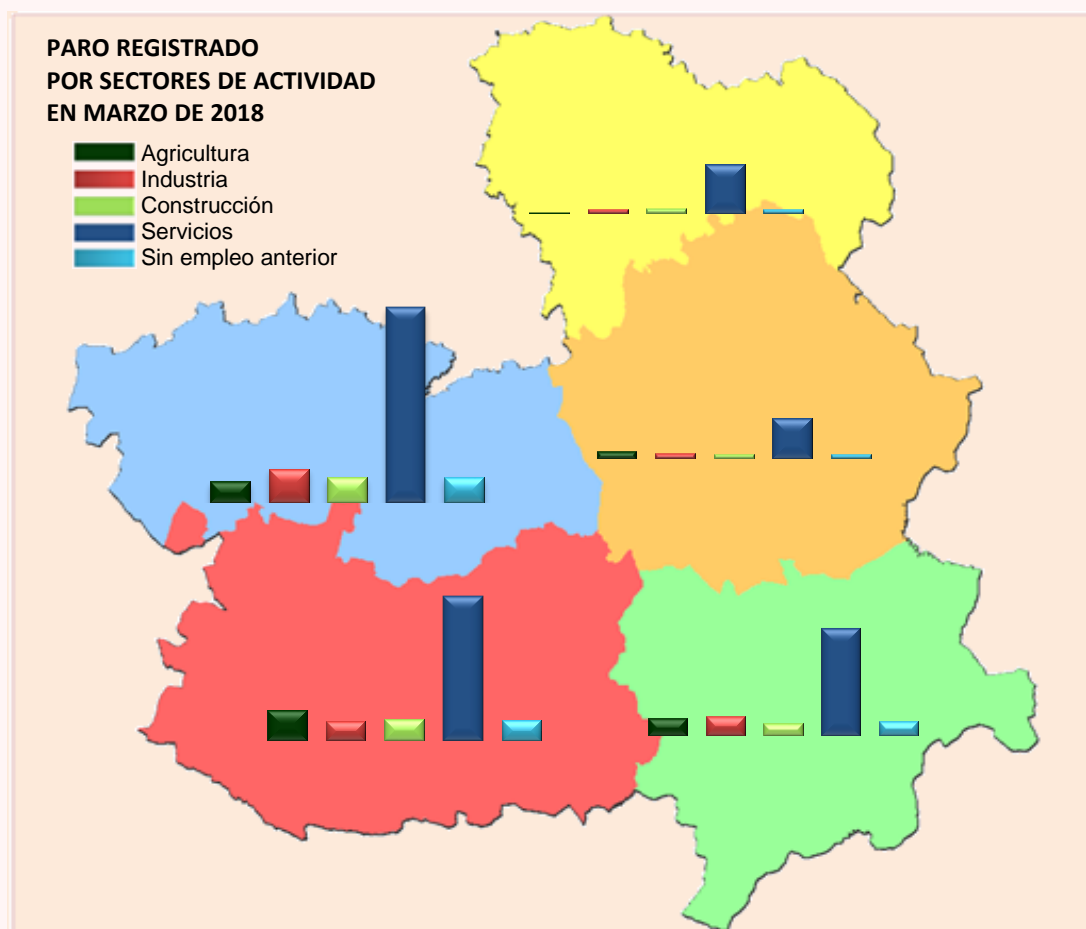 PARO REGISTRADO
POR SECTORES DE ACTIVIDAD
EN MARZO DE 2018
Agricultura
Industria
Construcción
Servicios
Sin empleo anterior